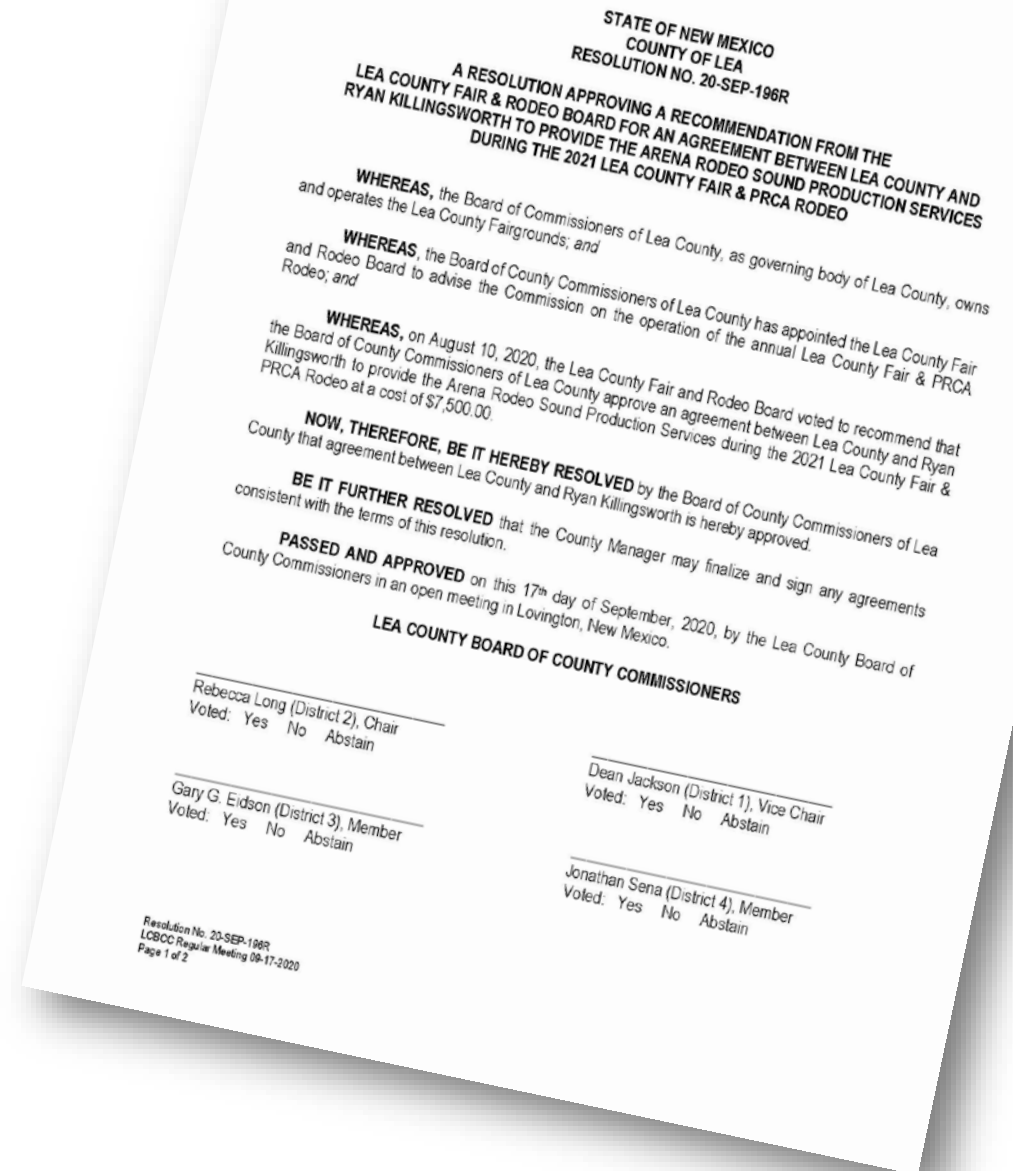 STATE OF NEW MEXICO
COUNTY OF LEA
RESOLUTION NO. 20-SEP-196R
A RESOLUTION APPROVING A RECOMMENDATION FROM THE
LEA COUNTY FAIR & RODEO BOARD FOR AN AGREEMENT BETWEEN LEA COUNTY AND
RYAN KILLINGSWORTH TO PROVIDE THE ARENA RODEO SOUND PRODUCTION SERVICES
DURING THE 2021 LEA COUNTY FAIR & PRCA RODEO
WHEREAS, the Board of Commissioners of Lea County, as governing body of Lea County, owns
and operates the Lea County Fairgrounds; and
WHEREAS, the Board of County Commissioners of Lea County has appointed the Lea County Fair
and Rodeo Board to advise the Commission on the operation of the annual Lea County Fair & PRCA
Rodeo; and
WHEREAS, on August 10, 2020, the Lea County Fair and Rodeo Board voted to recommend that
the Board of County Commissioners of Lea County approve an agreement between Lea County and Ryan
Killingsworth to provide the Arena Rodeo Sound Production Services during the 2021 Lea County Fair &
PRCA Rodeo at a cost of $7,500.00.
NOW, THEREFORE, BE IT HEREBY RESOLVED by the Board of County Commissioners of Lea
County that agreement between Lea County and Ryan Killingsworth is hereby approved.
BE IT FURTHER RESOLVED that the County Manager may finalize and sign any agreements
consistent with the terms of this resolution.
PASSED AND APPROVED on this 17th day of September, 2020, by the Lea County Board of
County Commissioners in an open meeting in Lovington, New Mexico.
LEA COUNTY BOARD OF COUNTY COMMISSIONERS
Rebecca Long (District 2), Chair
Voted: Yes No Abstain
Dean Jackson (District 1), Vice Chair
Voted: Yes No Abstain
Gary G. Eidson (District 3), Member
Voted: Yes No Abstain
Jonathan Sena (District 4), Member
Voted: Yes No Abstain
Resolution No. 20-SEP-196R
LCBCC Regular Meeting 09-17-2020
Page 1 of 2